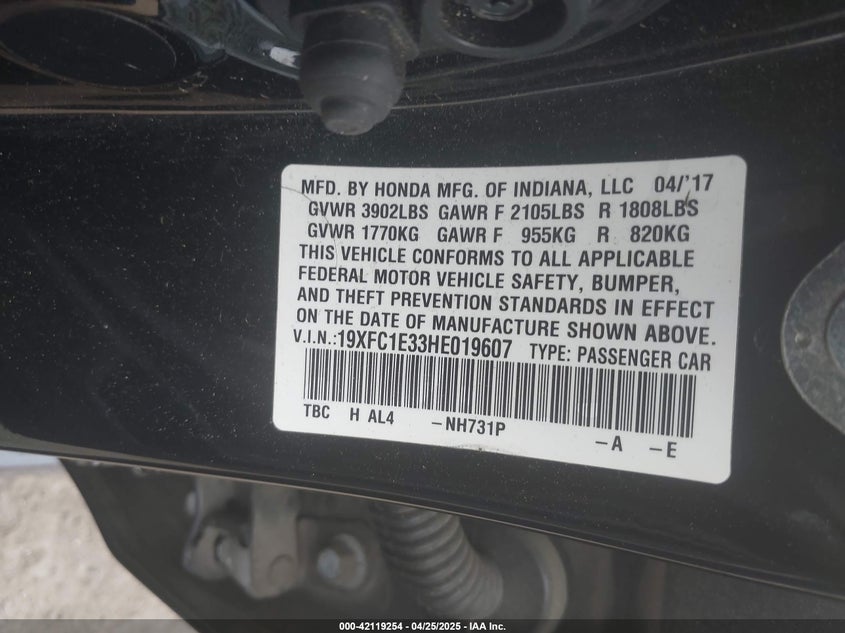 MFD. BY HONDA MFG. OF INDIANA, LLC 04/'17
GVWR 3902LBS GAWR F 2105LBS R 1808LBS
GVWR 1770KG GAWR F 955KG R 820KG
THIS VEHICLE CONFORMS TO ALL APPLICABLE
FEDERAL MOTOR VEHICLE SAFETY, BUMPER,
AND THEFT PREVENTION STANDARDS IN EFFECT
ON THE DATE OF MANUFACTURE SHOWN ABOVE.
V.I.N.:19XFC1E33HE019607 TYPE: PASSENGER CAR
TBC H AL4 –NH731P –A –E
000-42119254 - 04/25/2025 - IAA Inc.